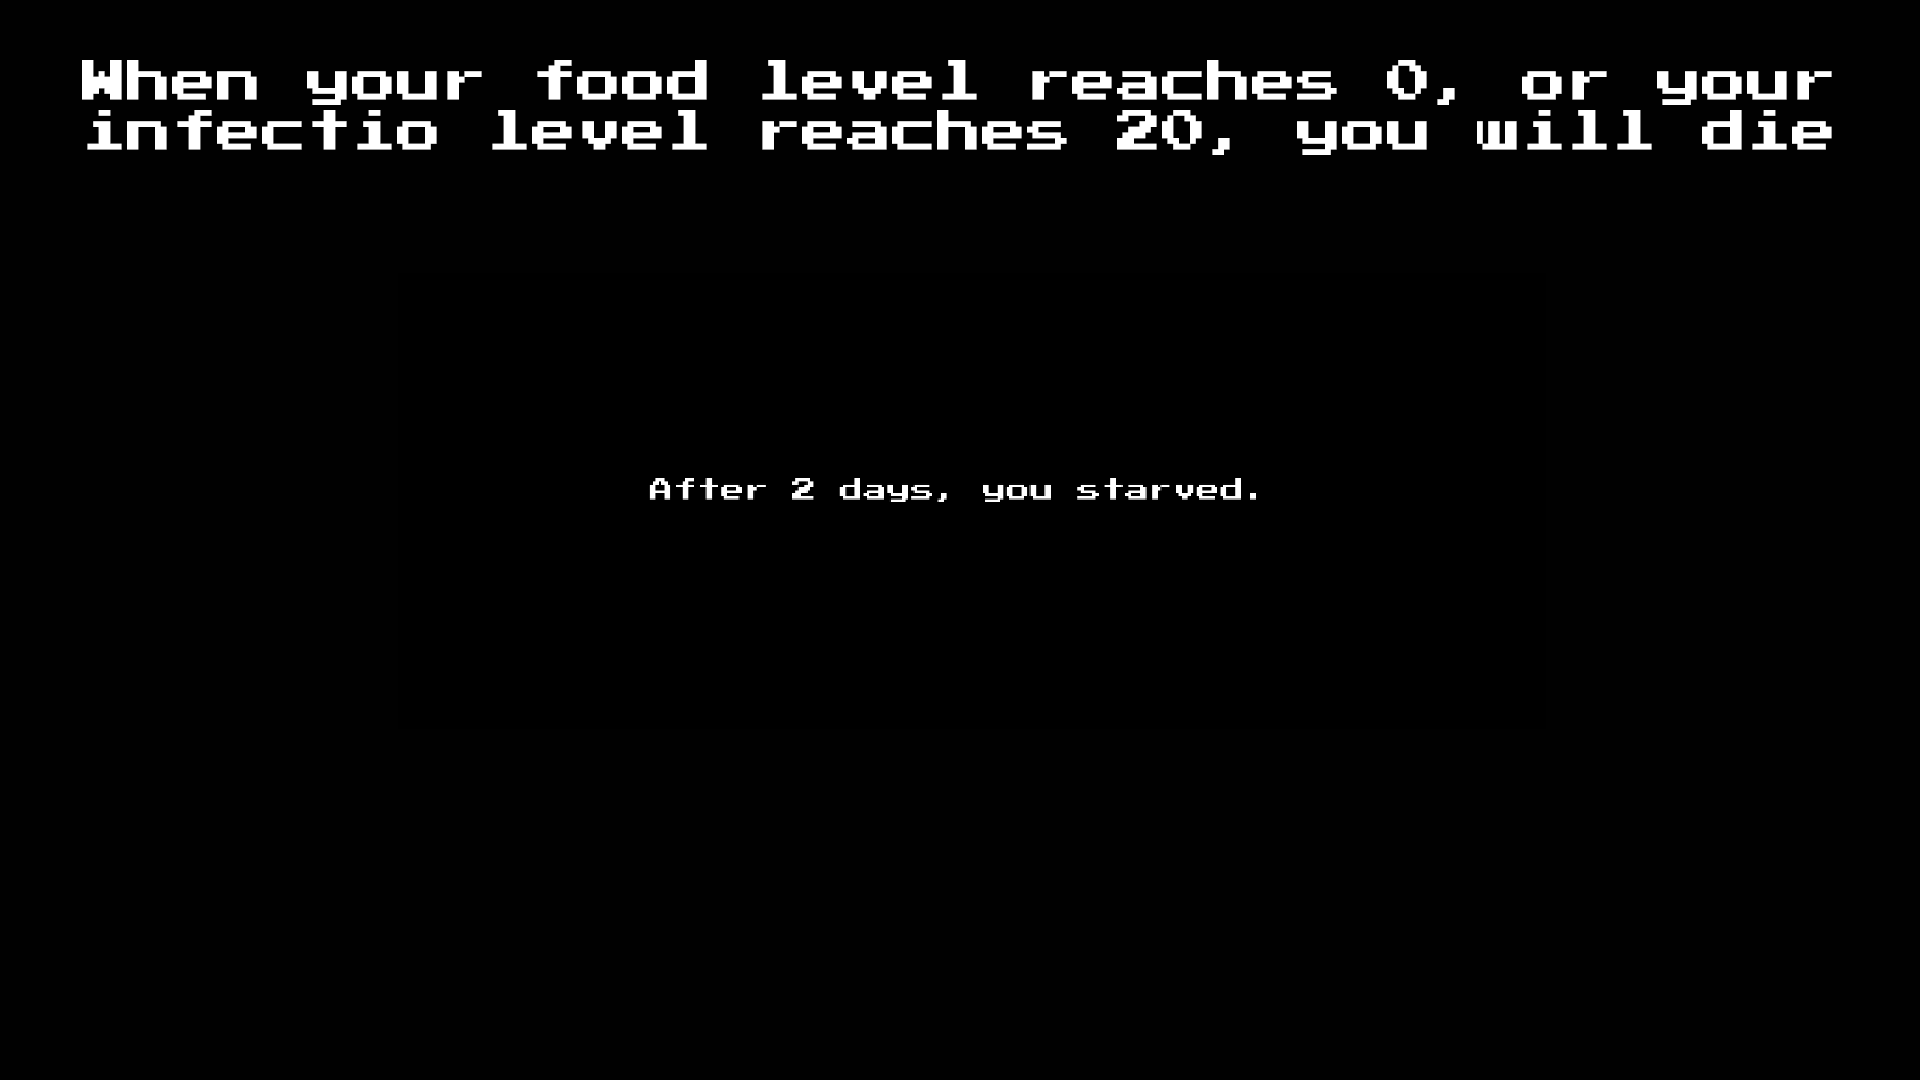 When your food level reaches 0, or your
infectio level reaches 20, you will die
After 2 days, you starved.